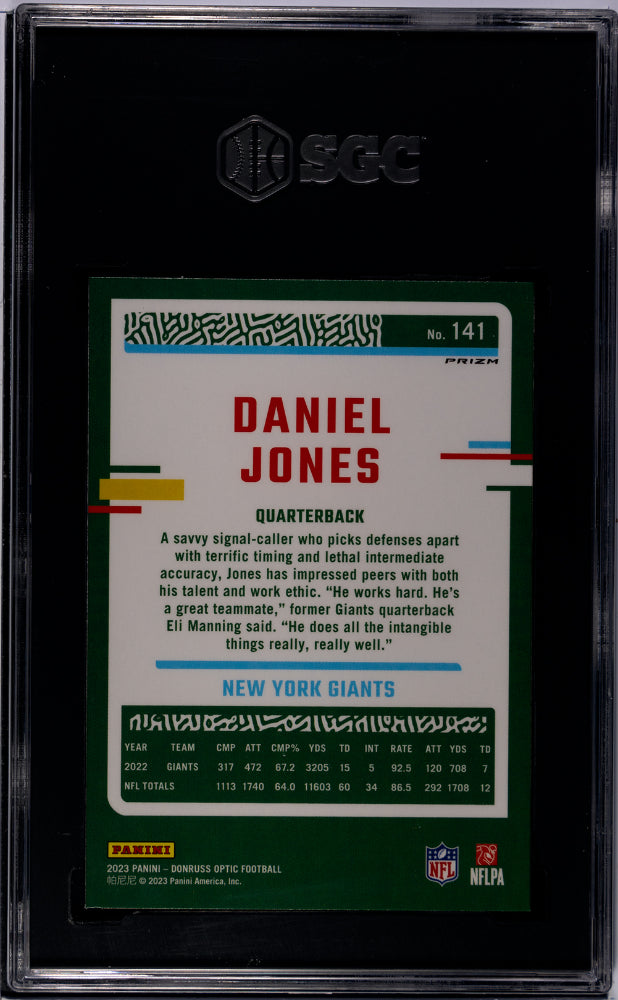 SGC
No. 141
PRIZM
DANIEL
JONES
QUARTERBACK
A savvy signal-caller who picks defenses apart
with terrific timing and lethal intermediate
accuracy, Jones has impressed peers with both
his talent and work ethic. “He works hard. He’s
a great teammate,” former Giants quarterback
Eli Manning said. “He does all the intangible
things really, really well.”
NEW YORK GIANTS
YEAR TEAM CMP ATT CMP% YDS TD INT RATE ATT YDS TD
2022 GIANTS 317 472 67.2 3205 15 5 92.5 120 708 7
NFL TOTALS 1113 1740 64.0 11603 60 34 86.5 292 1708 12
PANINI
2023 PANINI – DONRUSS OPTIC FOOTBALL
帕尼尼 © 2023 Panini America, Inc.
NFL
NFLPA